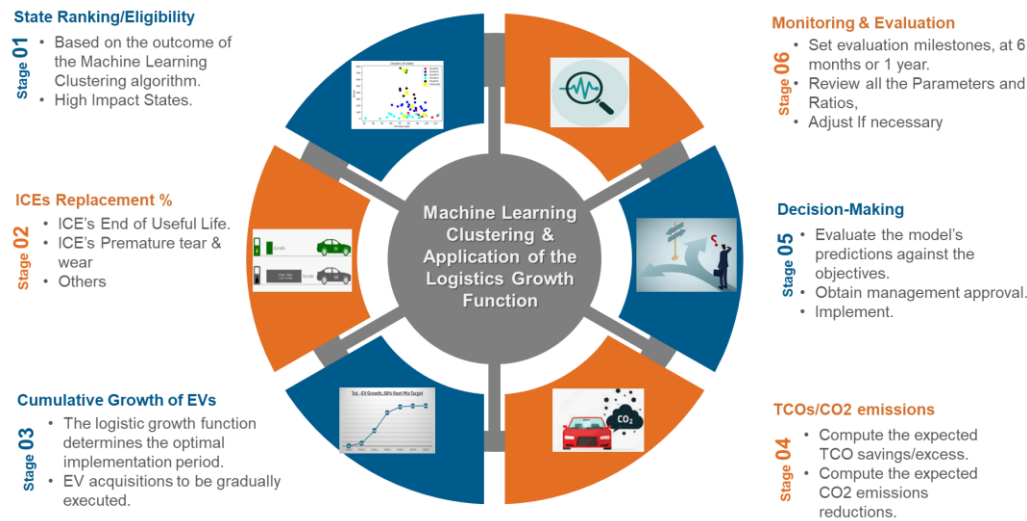 State Ranking/Eligibility
Stage 01
• Based on the outcome of
the Machine Learning
Clustering algorithm.
• High Impact States.
ICEs Replacement %
Stage 02
• ICE's End of Useful Life.
• ICE's Premature tear &
wear
• Others
Cumulative Growth of EVs
Stage 03
• The logistic growth function
determines the optimal
implementation period.
• EV acquisitions to be gradually
executed.
Machine Learning
Clustering &
Application of the
Logistics Growth
Function
CO₂
Monitoring & Evaluation
Stage 06
• Set evaluation milestones, at 6
months or 1 year.
• Review all the Parameters and
Ratios,
• Adjust If necessary
Decision-Making
Stage 05
• Evaluate the model's
predictions against the
objectives.
• Obtain management approval.
• Implement.
TCOs/CO2 emissions
Stage 04
• Compute the expected
TCO savings/excess.
• Compute the expected
CO2 emissions
reductions.